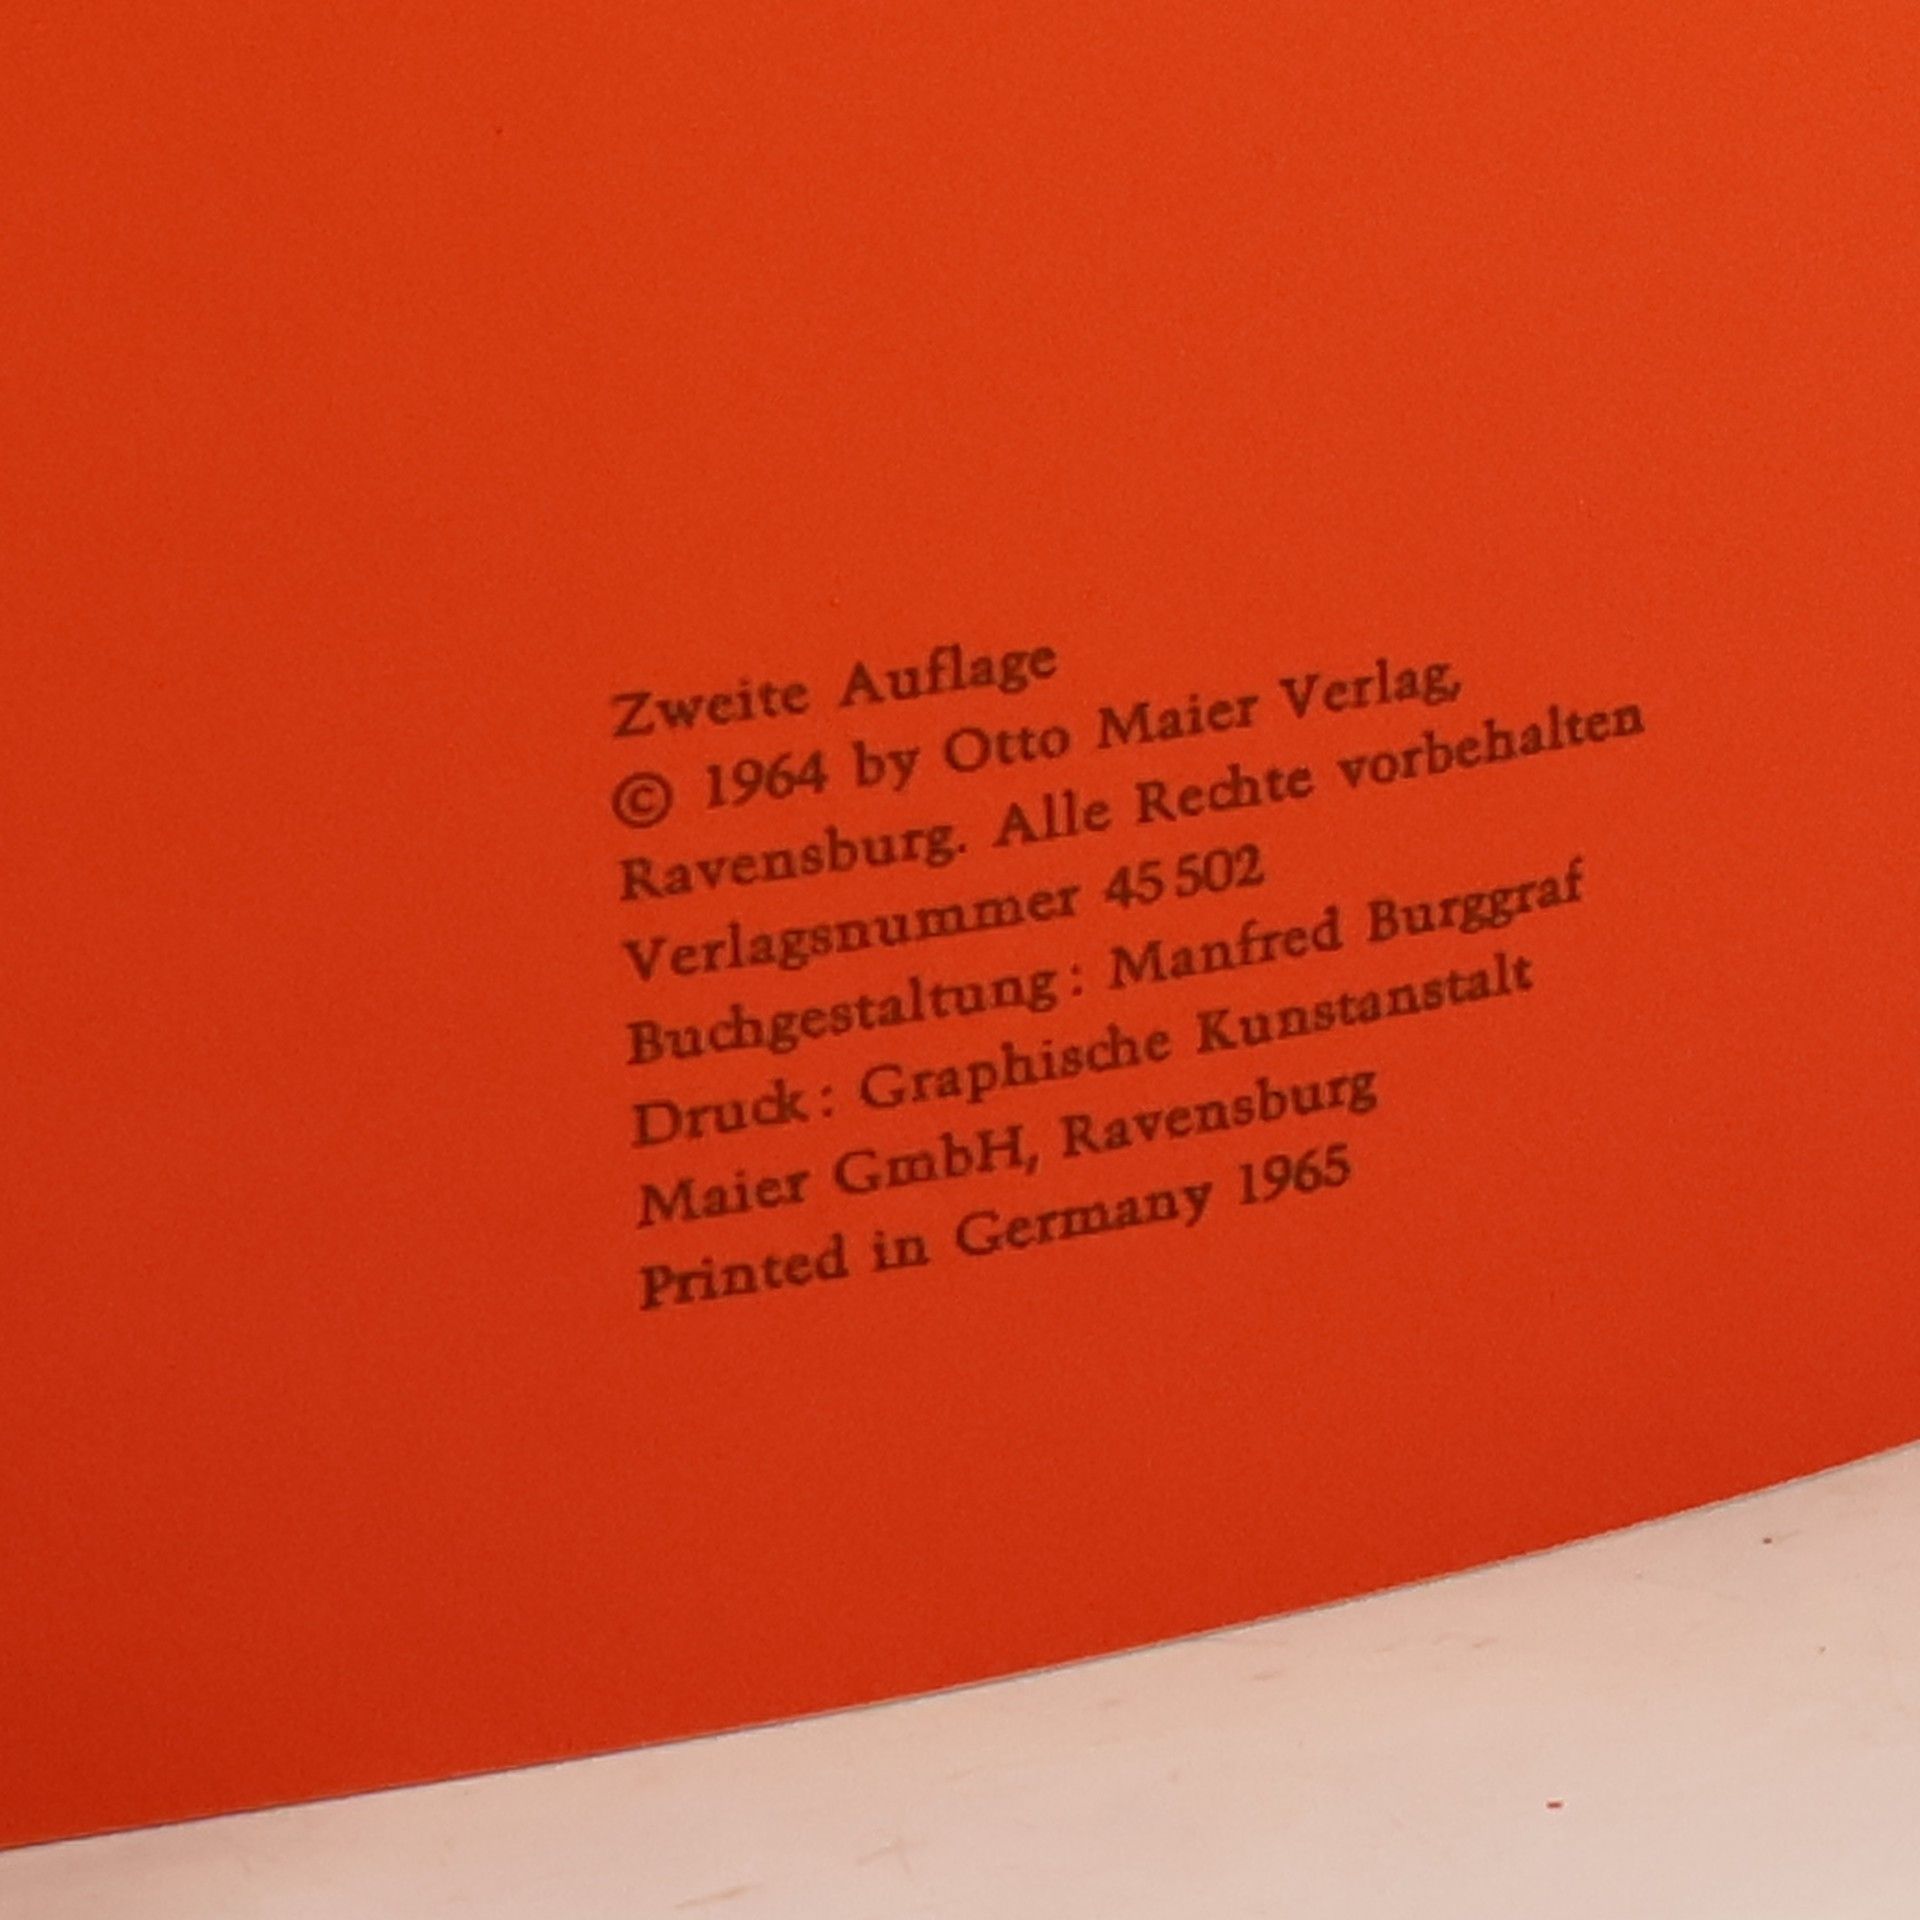 Zweite Auflage
© 1964 by Otto Maier Verlag,
Ravensburg. Alle Rechte vorbehalten
Verlagsnummer 45 502
Buchgestaltung: Manfred Burggraf
Druck: Graphische Kunstanstalt
Maier GmbH, Ravensburg
Printed in Germany 1965